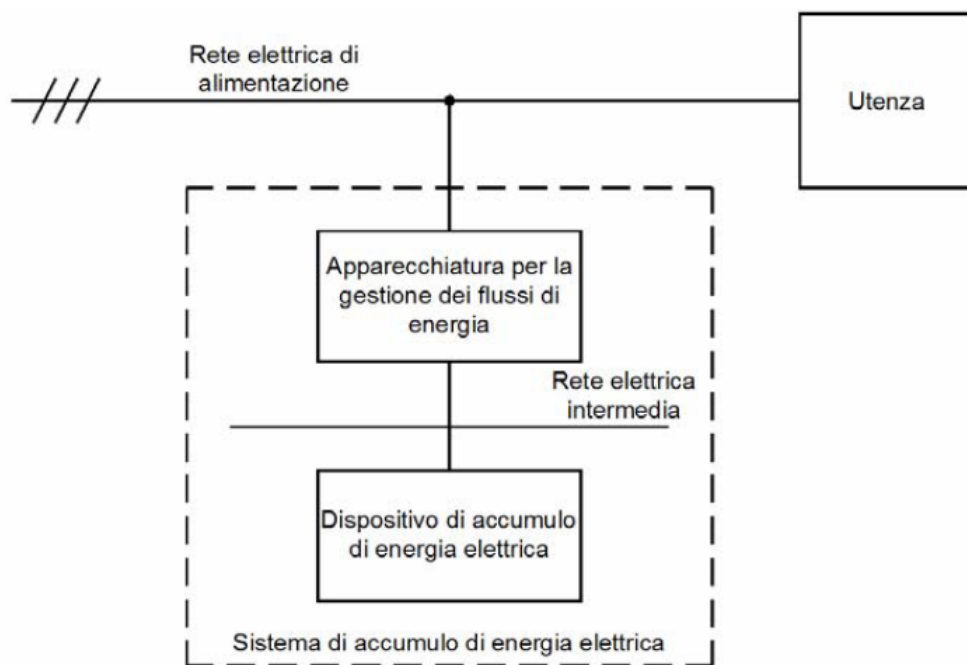 Rete elettrica di
alimentazione
Utenza
Apparecchiatura per la
gestione dei flussi di
energia
Rete elettrica
intermedia
Dispositivo di accumulo
di energia elettrica
Sistema di accumulo di energia elettrica